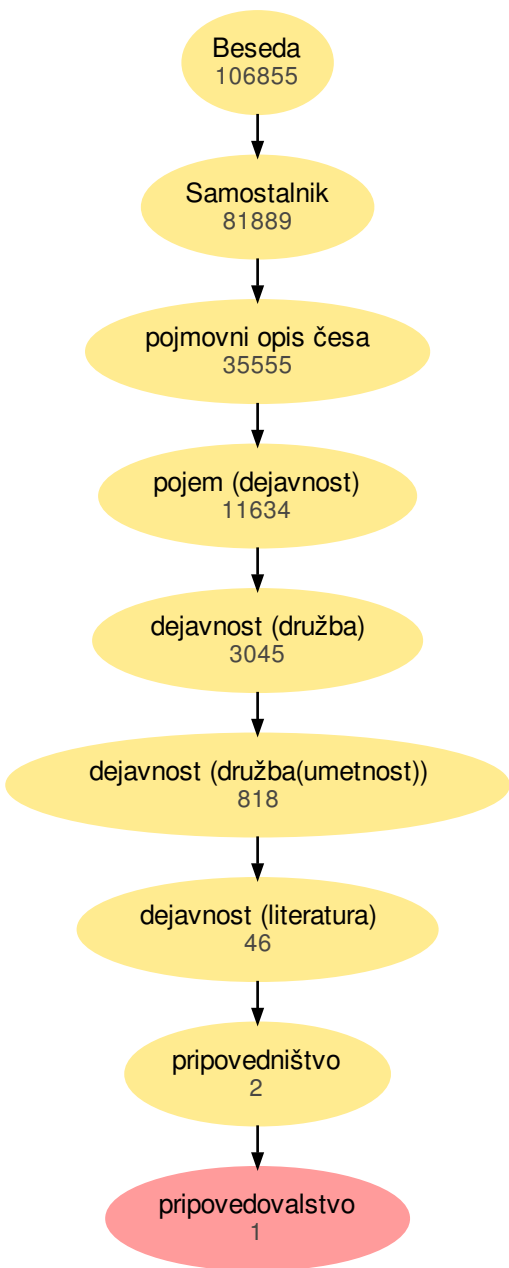 Beseda
106855
Samostalnik
81889
pojmovni opis česa
35555
pojem (dejavnost)
11634
dejavnost (družba)
3045
dejavnost (družba(umetnost))
818
dejavnost (literatura)
46
pripovedništvo
2
pripovedovalstvo
1